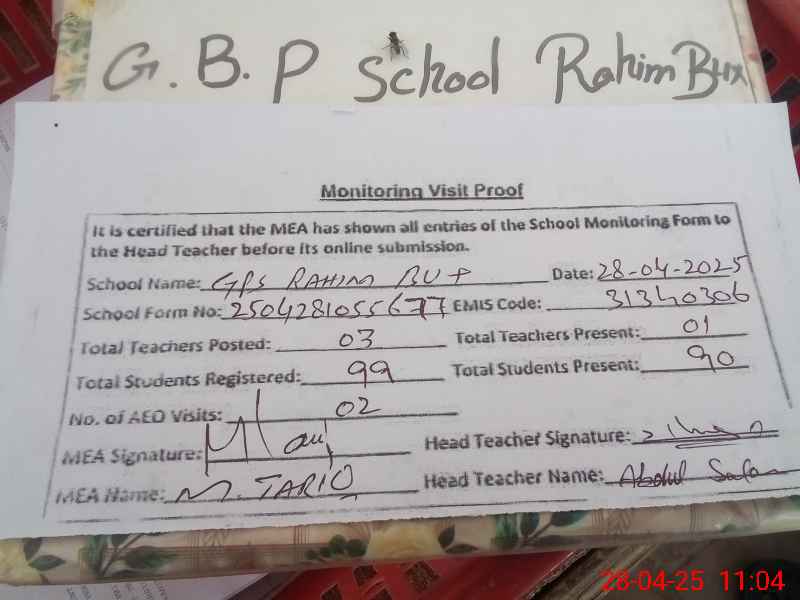 G.B.P School Rahim Bux
Monitoring Visit Proof
It is certified that the MEA has shown all entries of the School Monitoring Form to
the Head Teacher before its online submission.
School Name: GPS RAHIM BUX Date: 28-04-2025
School Form No: 2504281055677 EMIS Code: 31340306
Total Teachers Posted: 03 Total Teachers Present: 01
Total Students Registered: 99 Total Students Present: 90
No. of AEO Visits: 02
MEA Signature: Head Teacher Signature:
MEA Name: M. TARIQ Head Teacher Name: Abdul
28-04-25 11:04